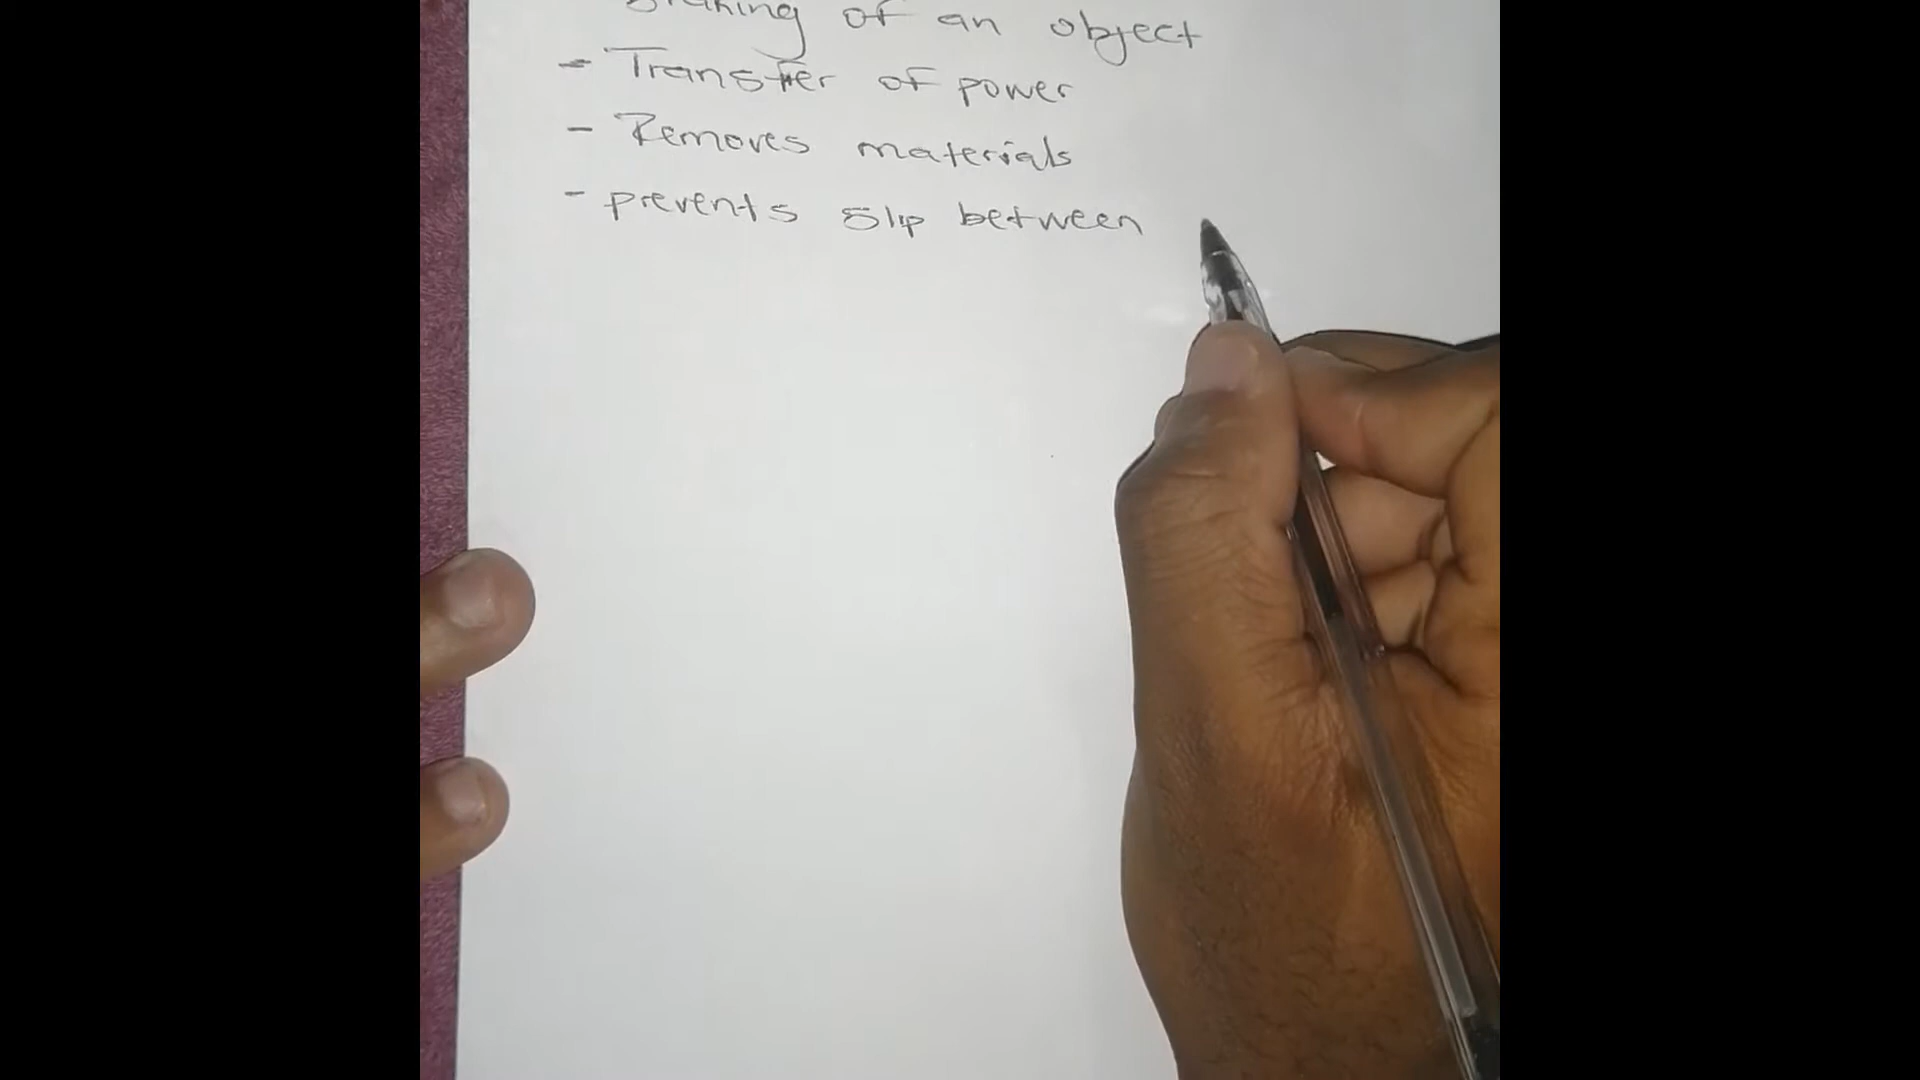 of an object
- Transfer of power
- Removes materials
- prevents slip between